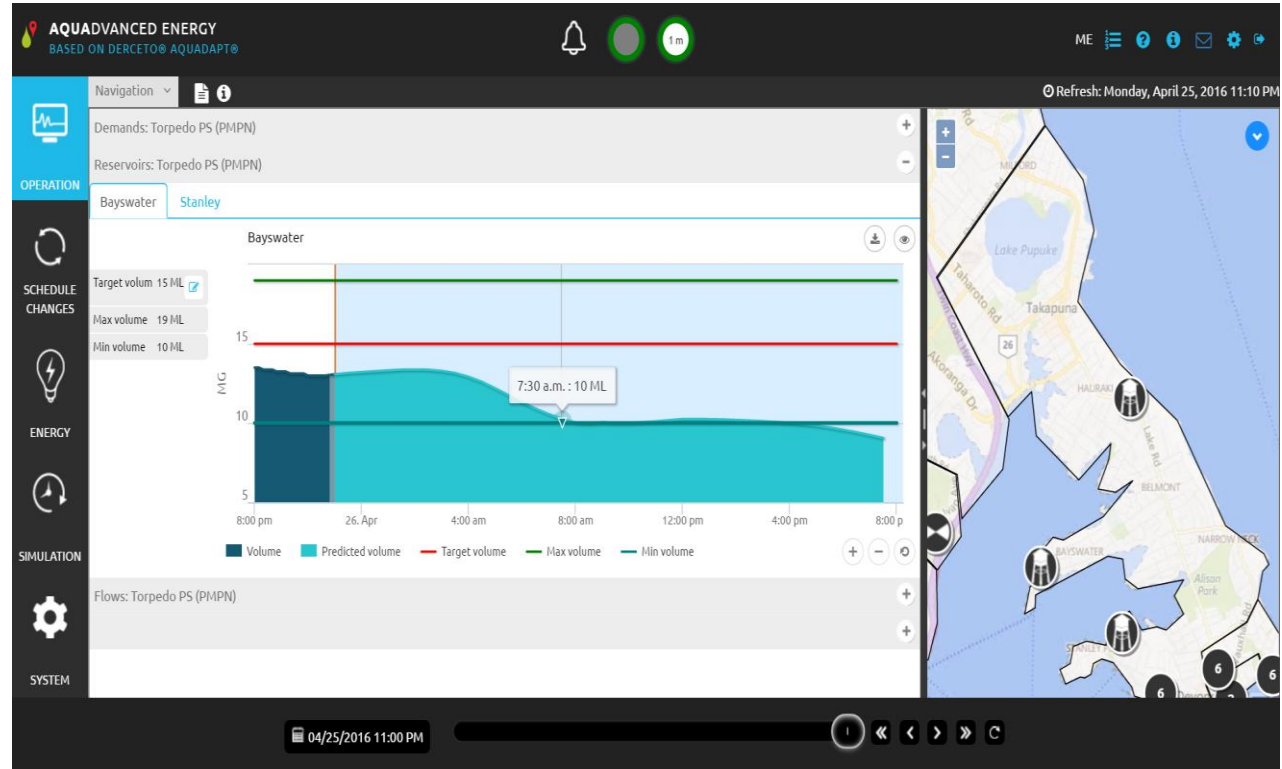 AQUADVANCED ENERGY
BASED ON DERCETO® AQUADAPT®
1 m
ME
Navigation
Refresh: Monday, April 25, 2016 11:10 PM
OPERATION
SCHEDULE
CHANGES
ENERGY
SIMULATION
SYSTEM
Demands: Torpedo PS (PMPN)
+
Reservoirs: Torpedo PS (PMPN)
-
Bayswater Stanley
Bayswater
Target volum 15 ML
Max volume 19 ML
Min volume 10 ML
MG
15
10
5
7:30 a.m. : 10 ML
8:00 pm 26. Apr 4:00 am 8:00 am 12:00 pm 4:00 pm 8:00 p
Volume Predicted volume Target volume Max volume Min volume
+ -
Flows: Torpedo PS (PMPN)
+
+
+
-
MILFORD
Lake Pupuke
Taharoto Rd
Takapuna
26
Akoranga Dr
HAURAKI
Lake Rd
BELMONT
BAYSWATER
NARROW NECK
Alison
Park
6
6
6
04/25/2016 11:00 PM